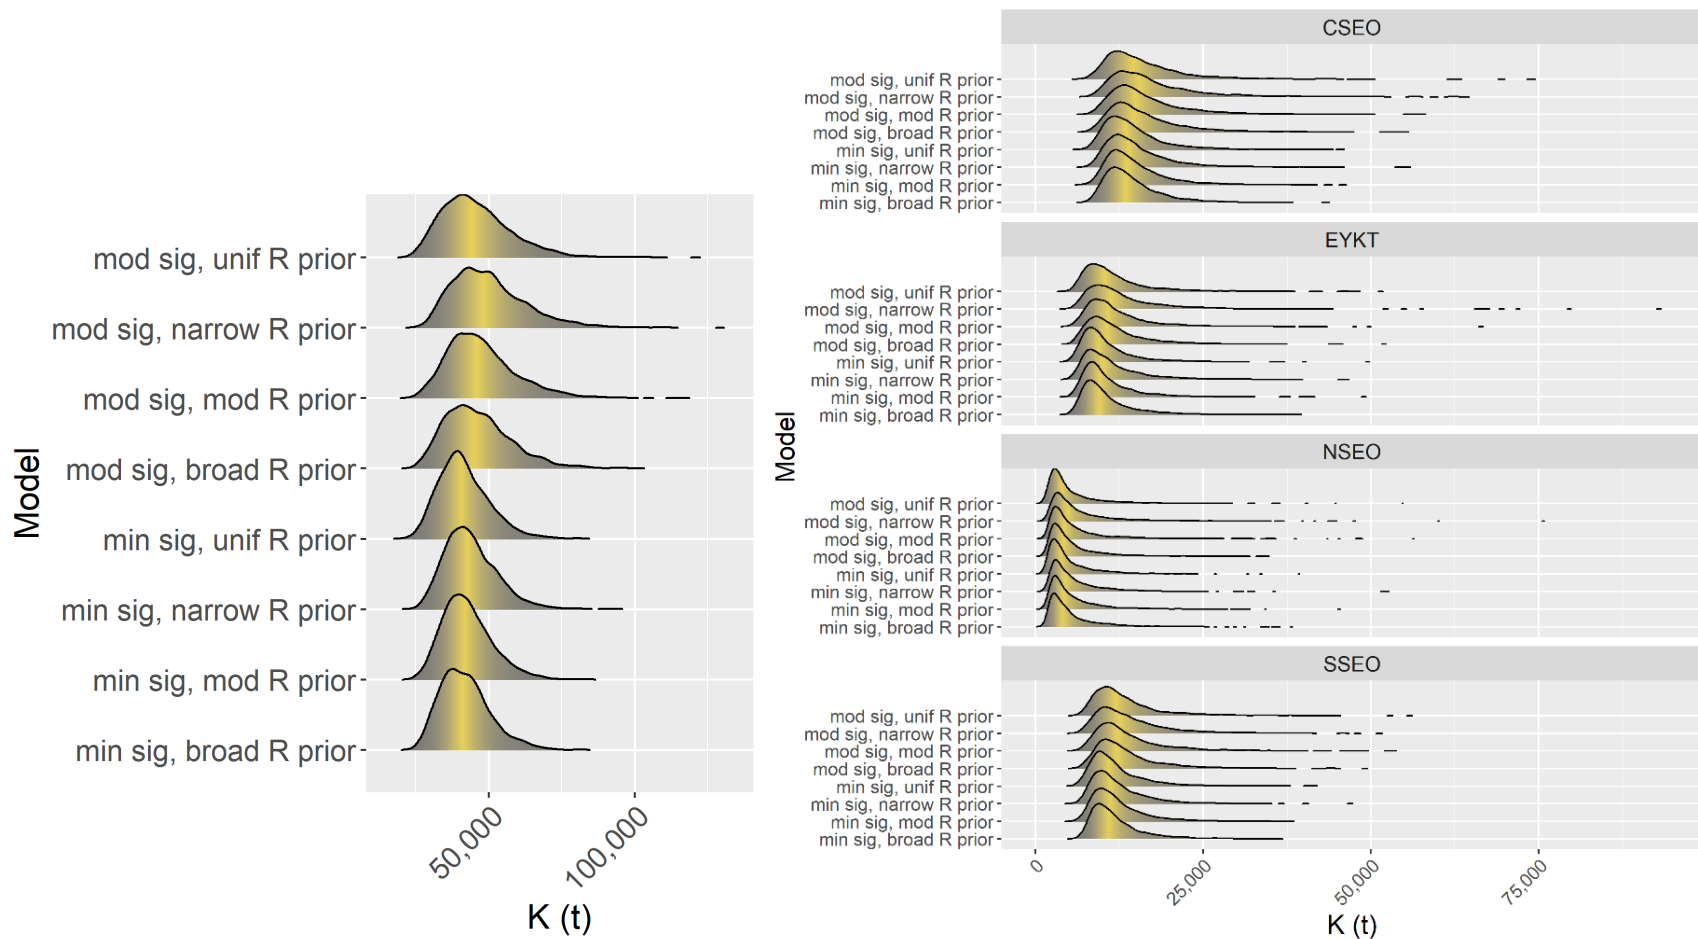 Model
mod sig, unif R prior
mod sig, narrow R prior
mod sig, mod R prior
mod sig, broad R prior
min sig, unif R prior
min sig, narrow R prior
min sig, mod R prior
min sig, broad R prior
50,000
100,000
K (t)
Model
CSEO
mod sig, unif R prior
mod sig, narrow R prior
mod sig, mod R prior
mod sig, broad R prior
min sig, unif R prior
min sig, narrow R prior
min sig, mod R prior
min sig, broad R prior
EYKT
mod sig, unif R prior
mod sig, narrow R prior
mod sig, mod R prior
mod sig, broad R prior
min sig, unif R prior
min sig, narrow R prior
min sig, mod R prior
min sig, broad R prior
NSEO
mod sig, unif R prior
mod sig, narrow R prior
mod sig, mod R prior
mod sig, broad R prior
min sig, unif R prior
min sig, narrow R prior
min sig, mod R prior
min sig, broad R prior
SSEO
mod sig, unif R prior
mod sig, narrow R prior
mod sig, mod R prior
mod sig, broad R prior
min sig, unif R prior
min sig, narrow R prior
min sig, mod R prior
min sig, broad R prior
0
25,000
50,000
75,000
K (t)